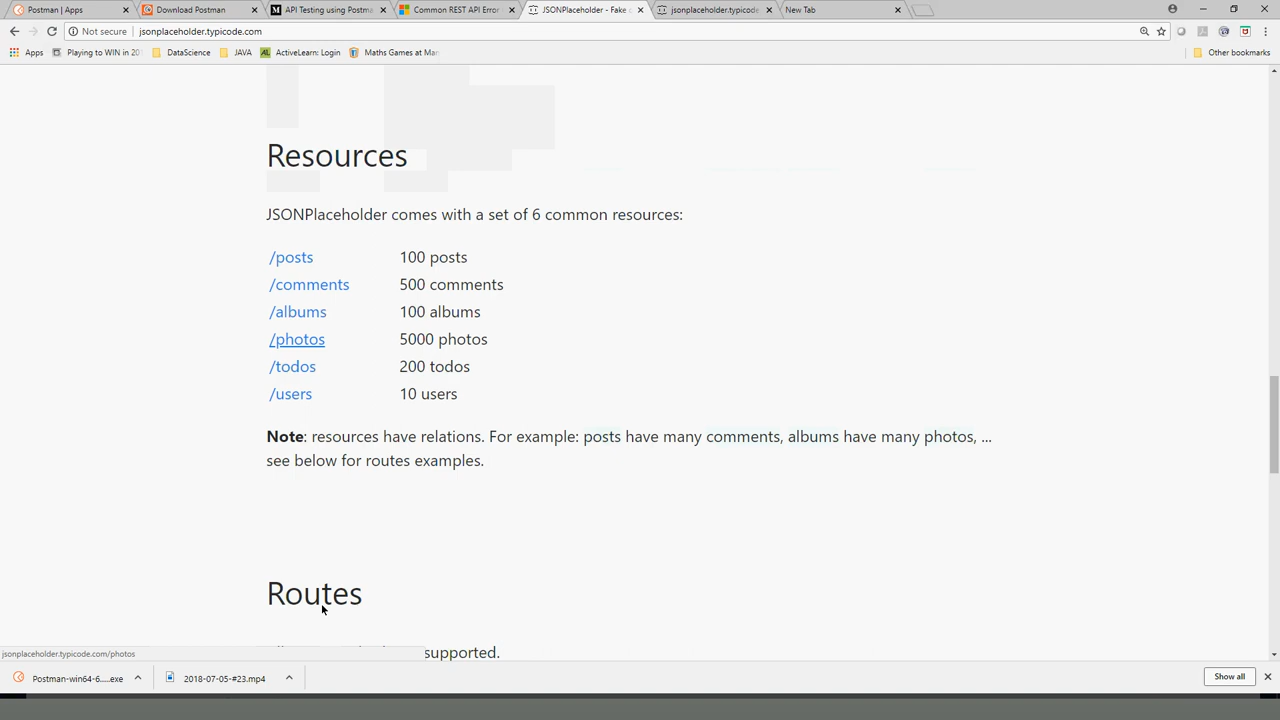 Postman | Apps
Download Postman
API Testing using Postma
Common REST API Error
JSONPlaceholder - Fake
jsonplaceholder.typicode
New Tab
Not secure | jsonplaceholder.typicode.com
Apps
Playing to WIN in 20
DataScience
JAVA
AL ActiveLearn: Login
Maths Games at Man
Other bookmarks
Resources
JSONPlaceholder comes with a set of 6 common resources:
/posts 100 posts
/comments 500 comments
/albums 100 albums
/photos 5000 photos
/todos 200 todos
/users 10 users
Note: resources have relations. For example: posts have many comments, albums have many photos, ...
see below for routes examples.
Routes
supported.
jsonplaceholder.typicode.com/photos
Postman-win64-6.....exe
2018-07-05-#23.mp4
Show all